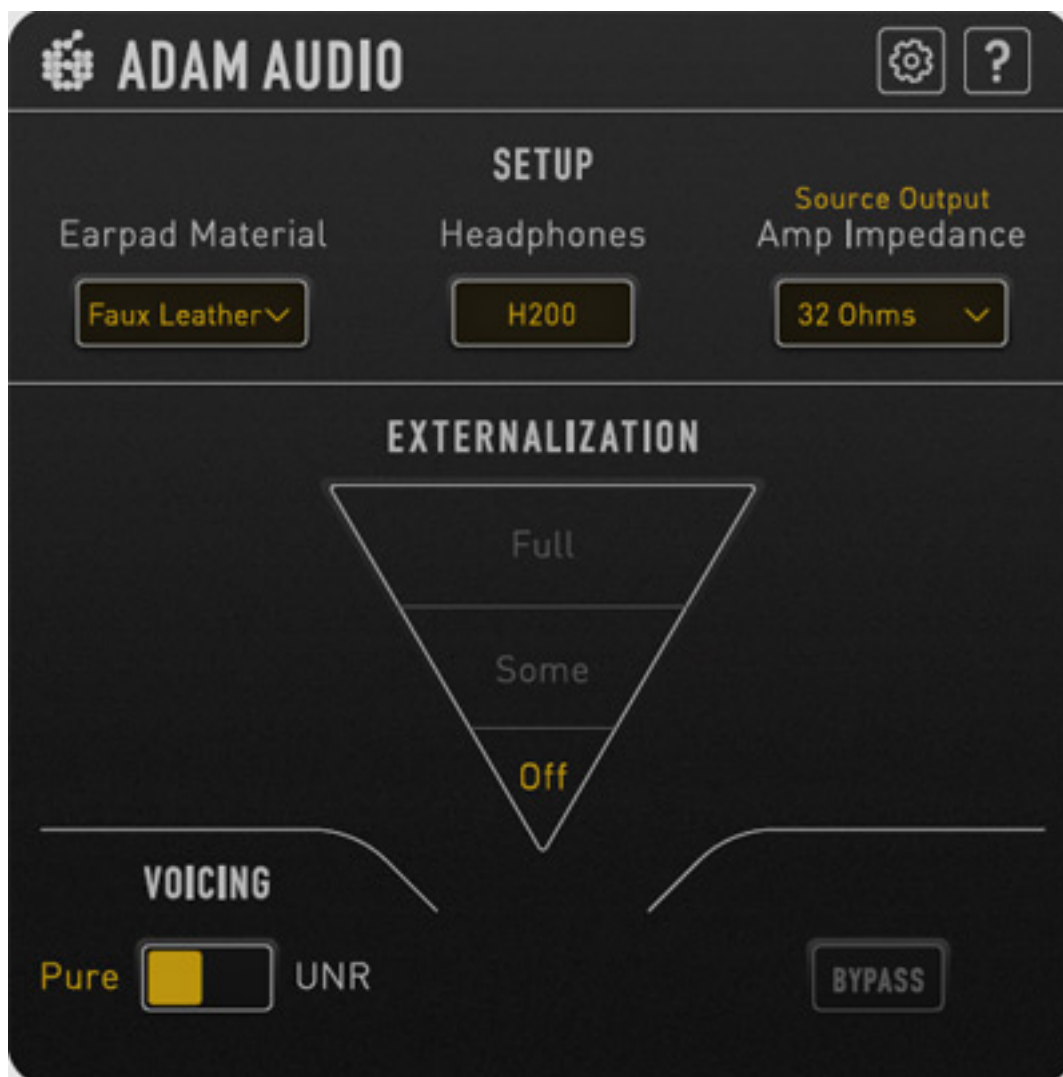 ADAM AUDIO
?
SETUP
Earpad Material
Headphones
Source Output
Amp Impedance
Faux Leather
H200
32 Ohms
EXTERNALIZATION
Full
Some
Off
VOICING
Pure
UNR
BYPASS